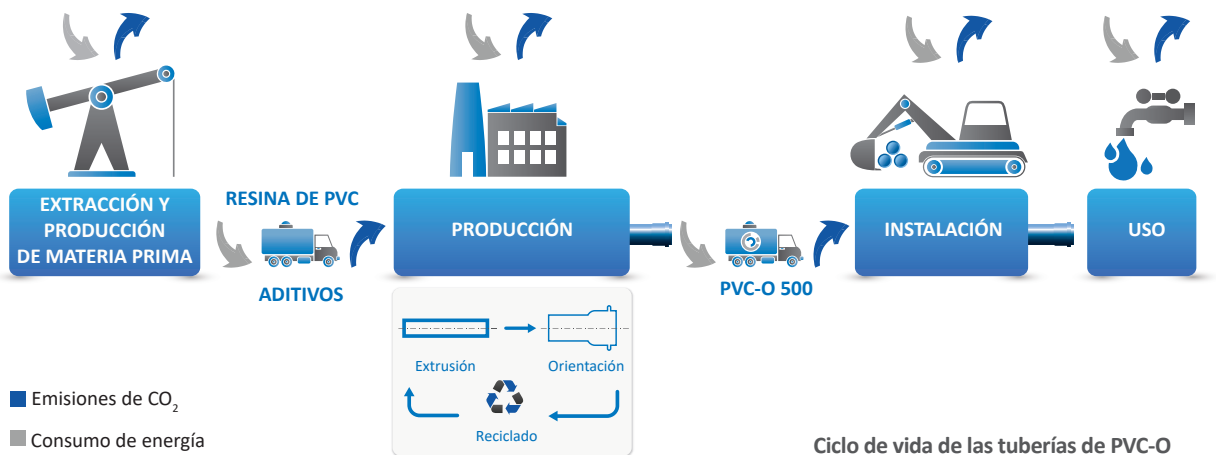 EXTRACCIÓN Y
PRODUCCIÓN
DE MATERIA PRIMA
RESINA DE PVC
ADITIVOS
PRODUCCIÓN
PVC-O 500
INSTALACIÓN
USO
Extrusión
Orientación
Reciclado
Emisiones de CO₂
Consumo de energía
Ciclo de vida de las tuberías de PVC-O